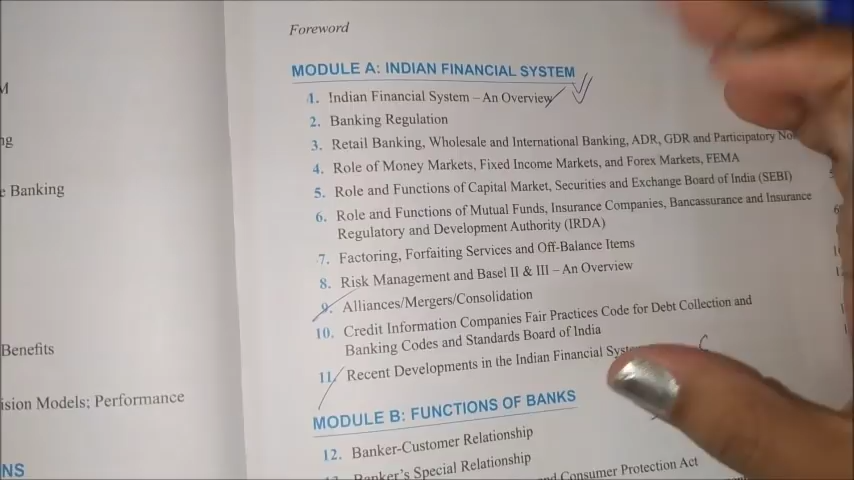 Foreword
MODULE A: INDIAN FINANCIAL SYSTEM
1. Indian Financial System – An Overview
2. Banking Regulation
3. Retail Banking, Wholesale and International Banking, ADR, GDR and Participatory
4. Role of Money Markets, Fixed Income Markets, and Forex Markets, FEMA
5. Role and Functions of Capital Market, Securities and Exchange Board of India (SEBI)
6. Role and Functions of Mutual Funds, Insurance Companies, Bancassurance and Insurance
Regulatory and Development Authority (IRDA)
7. Factoring, Forfaiting Services and Off-Balance Items
8. Risk Management and Basel II & III – An Overview
9. Alliances/Mergers/Consolidation
10. Credit Information Companies Fair Practices Code for Debt Collection and
Banking Codes and Standards Board of India
11. Recent Developments in the Indian Financial
MODULE B: FUNCTIONS OF BANKS
12. Banker-Customer Relationship
Banker's Special Relationship
and Consumer Protection Act
e Banking
Benefits
ision Models; Performance
NS